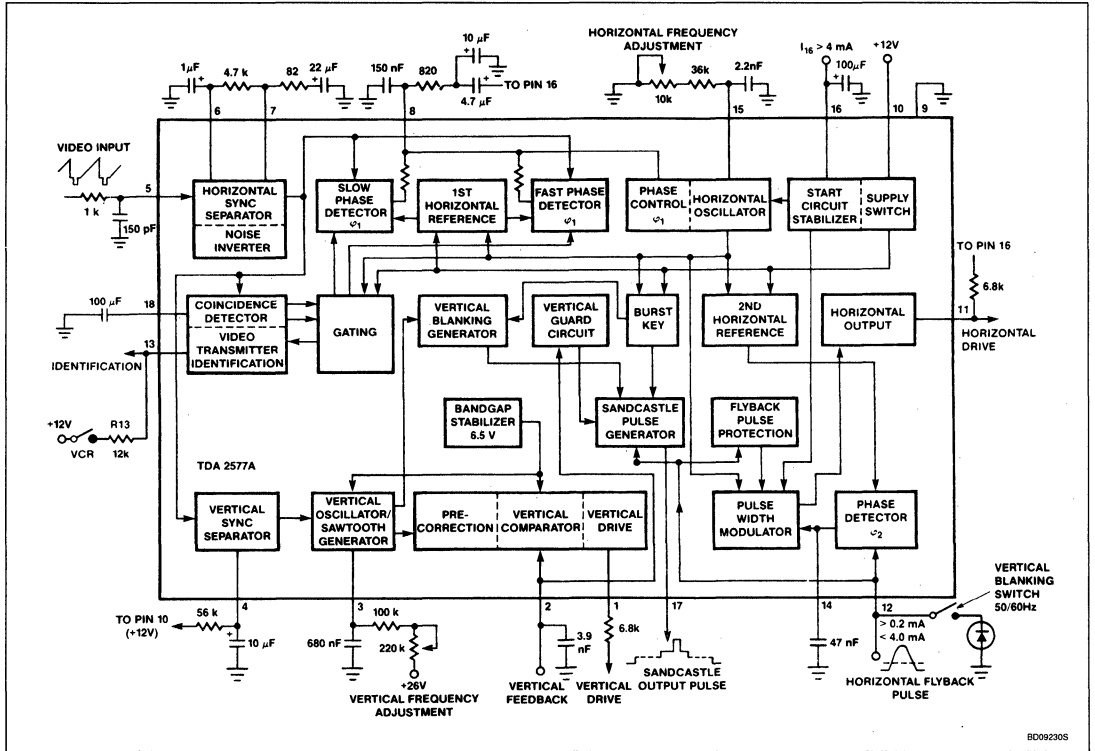 HORIZONTAL FREQUENCY
ADJUSTMENT
I16 > 4 mA
+12V
1µF
+
4.7 k
82
22 µF
+
150 nF
820
10 µF
+
+
4.7 µF
TO PIN 16
10k
36k
2.2nF
+
100µF
6
7
8
15
16
10
9
VIDEO INPUT
5
1 k
150 pF
HORIZONTAL
SYNC
SEPARATOR
NOISE
INVERTER
SLOW
PHASE
DETECTOR
φ1
1ST
HORIZONTAL
REFERENCE
FAST PHASE
DETECTOR
φ1
PHASE
CONTROL
φ1
HORIZONTAL
OSCILLATOR
START
CIRCUIT
STABILIZER
SUPPLY
SWITCH
TO PIN 16
6.8k
11
HORIZONTAL
DRIVE
100 µF
18
COINCIDENCE
DETECTOR
VIDEO
TRANSMITTER
IDENTIFICATION
GATING
VERTICAL
BLANKING
GENERATOR
VERTICAL
GUARD
CIRCUIT
BURST
KEY
2ND
HORIZONTAL
REFERENCE
HORIZONTAL
OUTPUT
13
IDENTIFICATION
+12V
VCR
R13
12k
BANDGAP
STABILIZER
6.5 V
SANDCASTLE
PULSE
GENERATOR
FLYBACK
PULSE
PROTECTION
TDA 2577A
VERTICAL
SYNC
SEPARATOR
VERTICAL
OSCILLATOR/
SAWTOOTH
GENERATOR
PRE-
CORRECTION
VERTICAL
COMPARATOR
VERTICAL
DRIVE
PULSE
WIDTH
MODULATOR
PHASE
DETECTOR
φ2
4
3
2
1
17
14
12
TO PIN 10
(+12V)
56 k
+
10 µF
680 nF
100 k
220 k
+26V
VERTICAL FREQUENCY
ADJUSTMENT
3.9
nF
VERTICAL
FEEDBACK
6.8k
VERTICAL
DRIVE
SANDCASTLE
OUTPUT PULSE
47 nF
> 0.2 mA
< 4.0 mA
HORIZONTAL FLYBACK
PULSE
VERTICAL
BLANKING
SWITCH
50/60Hz
BD09230S